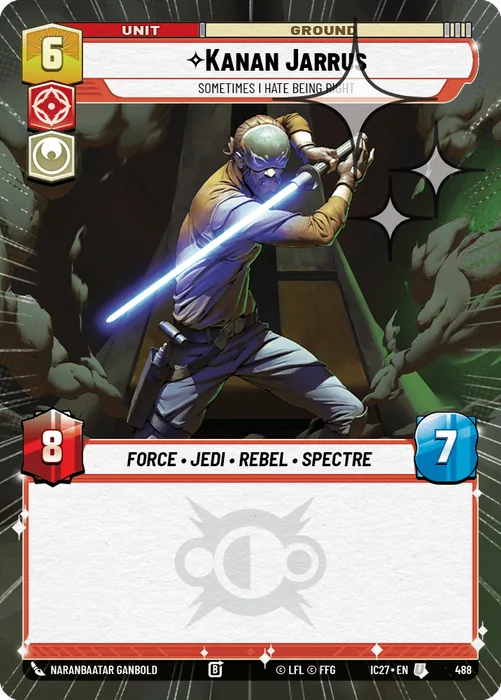 UNIT
GROUND
6
✧KANAN JARRUS
SOMETIMES I HATE BEING RIGHT
8
7
FORCE • JEDI • REBEL • SPECTRE
NARANBAATAR GANBOLD
B
© LFL © FFG
IC27 • EN
488